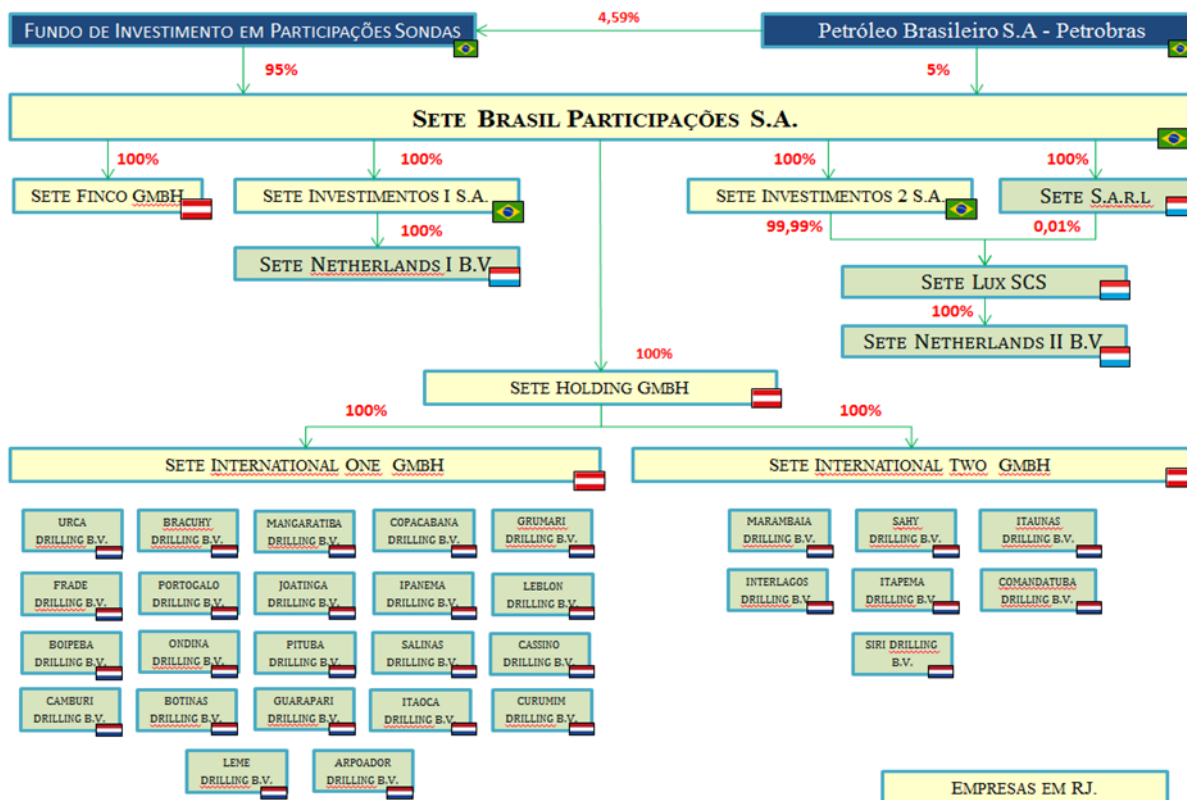 4,59%
FUNDO DE INVESTIMENTO EM PARTICIPAÇÕES SONDAS
Petróleo Brasileiro S.A - Petrobras
95%
5%
SETE BRASIL PARTICIPAÇÕES S.A.
100%
100%
100%
100%
SETE FINCO GMBH
SETE INVESTIMENTOS I S.A.
SETE INVESTIMENTOS 2 S.A.
SETE S.A.R.L
100%
99,99%
0,01%
SETE NETHERLANDS I B.V
SETE LUX SCS
100%
SETE NETHERLANDS II B.V
100%
SETE HOLDING GMBH
100%
100%
SETE INTERNATIONAL ONE GMBH
SETE INTERNATIONAL TWO GMBH
URCA
DRILLING B.V.
BRACUHY
DRILLING B.V.
MANGARATIBA
DRILLING B.V.
COPACABANA
DRILLING B.V.
GRUMARI
DRILLING B.V.
MARAMBAIA
DRILLING B.V.
SAHY
DRILLING B.V.
ITAUNAS
DRILLING B.V.
FRADE
DRILLING B.V.
PORTOGALO
DRILLING B.V.
JOATINGA
DRILLING B.V.
IPANEMA
DRILLING B.V.
LEBLON
DRILLING B.V.
INTERLAGOS
DRILLING B.V.
ITAPEMA
DRILLING B.V.
COMANDATUBA
DRILLING B.V.
BOIPEBA
DRILLING B.V.
ONDINA
DRILLING B.V.
PITUBA
DRILLING B.V.
SALINAS
DRILLING B.V.
CASSINO
DRILLING B.V.
SIRI DRILLING
B.V.
CAMBURI
DRILLING B.V.
BOTINAS
DRILLING B.V.
GUARAPARI
DRILLING B.V.
ITAOCA
DRILLING B.V.
CURUMIM
DRILLING B.V.
LEME
DRILLING B.V.
ARPOADOR
DRILLING B.V.
EMPRESAS EM RJ.